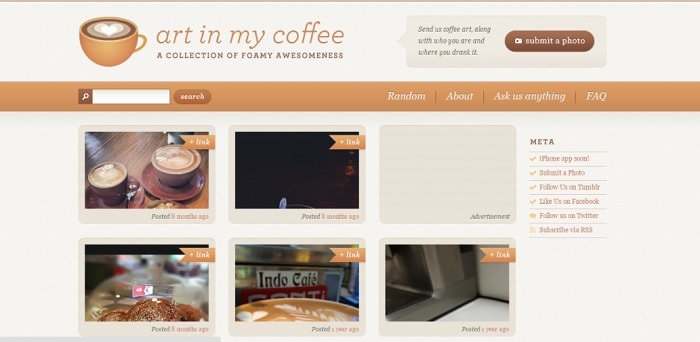 art in my coffee
A COLLECTION OF FOAMY AWESOMENESS
Send us coffee art, along
with who you are and
where you drank it.
submit a photo
search
Random
About
Ask us anything
FAQ
+ link
Posted 8 months ago
+ link
Posted 8 months ago
Advertisement
+ link
Posted 8 months ago
Indo Café
+ link
Posted 1 year ago
+ link
Posted 1 year ago
META
iPhone app soon!
Submit a Photo
Follow Us on Tumblr
Like Us on Facebook
Follow us on Twitter
Subscribe via RSS